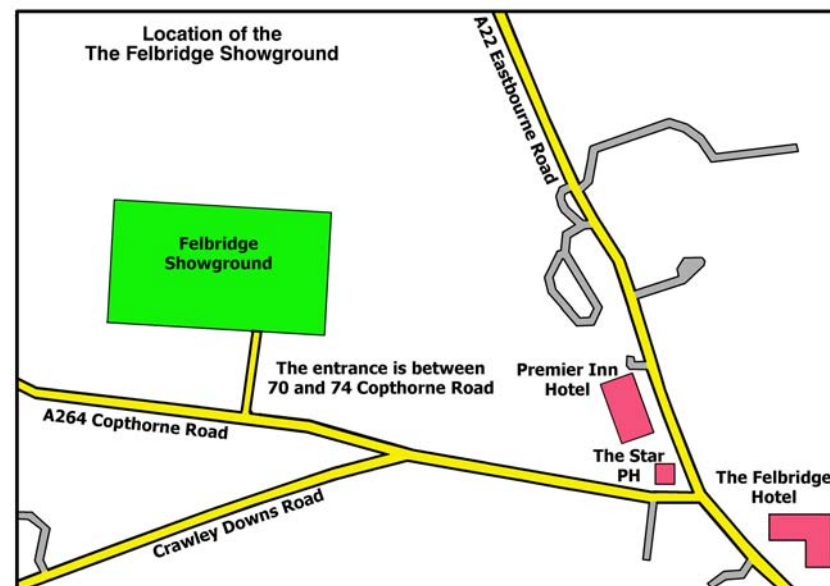 Location of the
The Felbridge Showground
A22 Eastbourne Road
Felbridge
Showground
The entrance is between
70 and 74 Copthorne Road
Premier Inn
Hotel
A264 Copthorne Road
The Star
PH
The Felbridge
Hotel
Crawley Downs Road